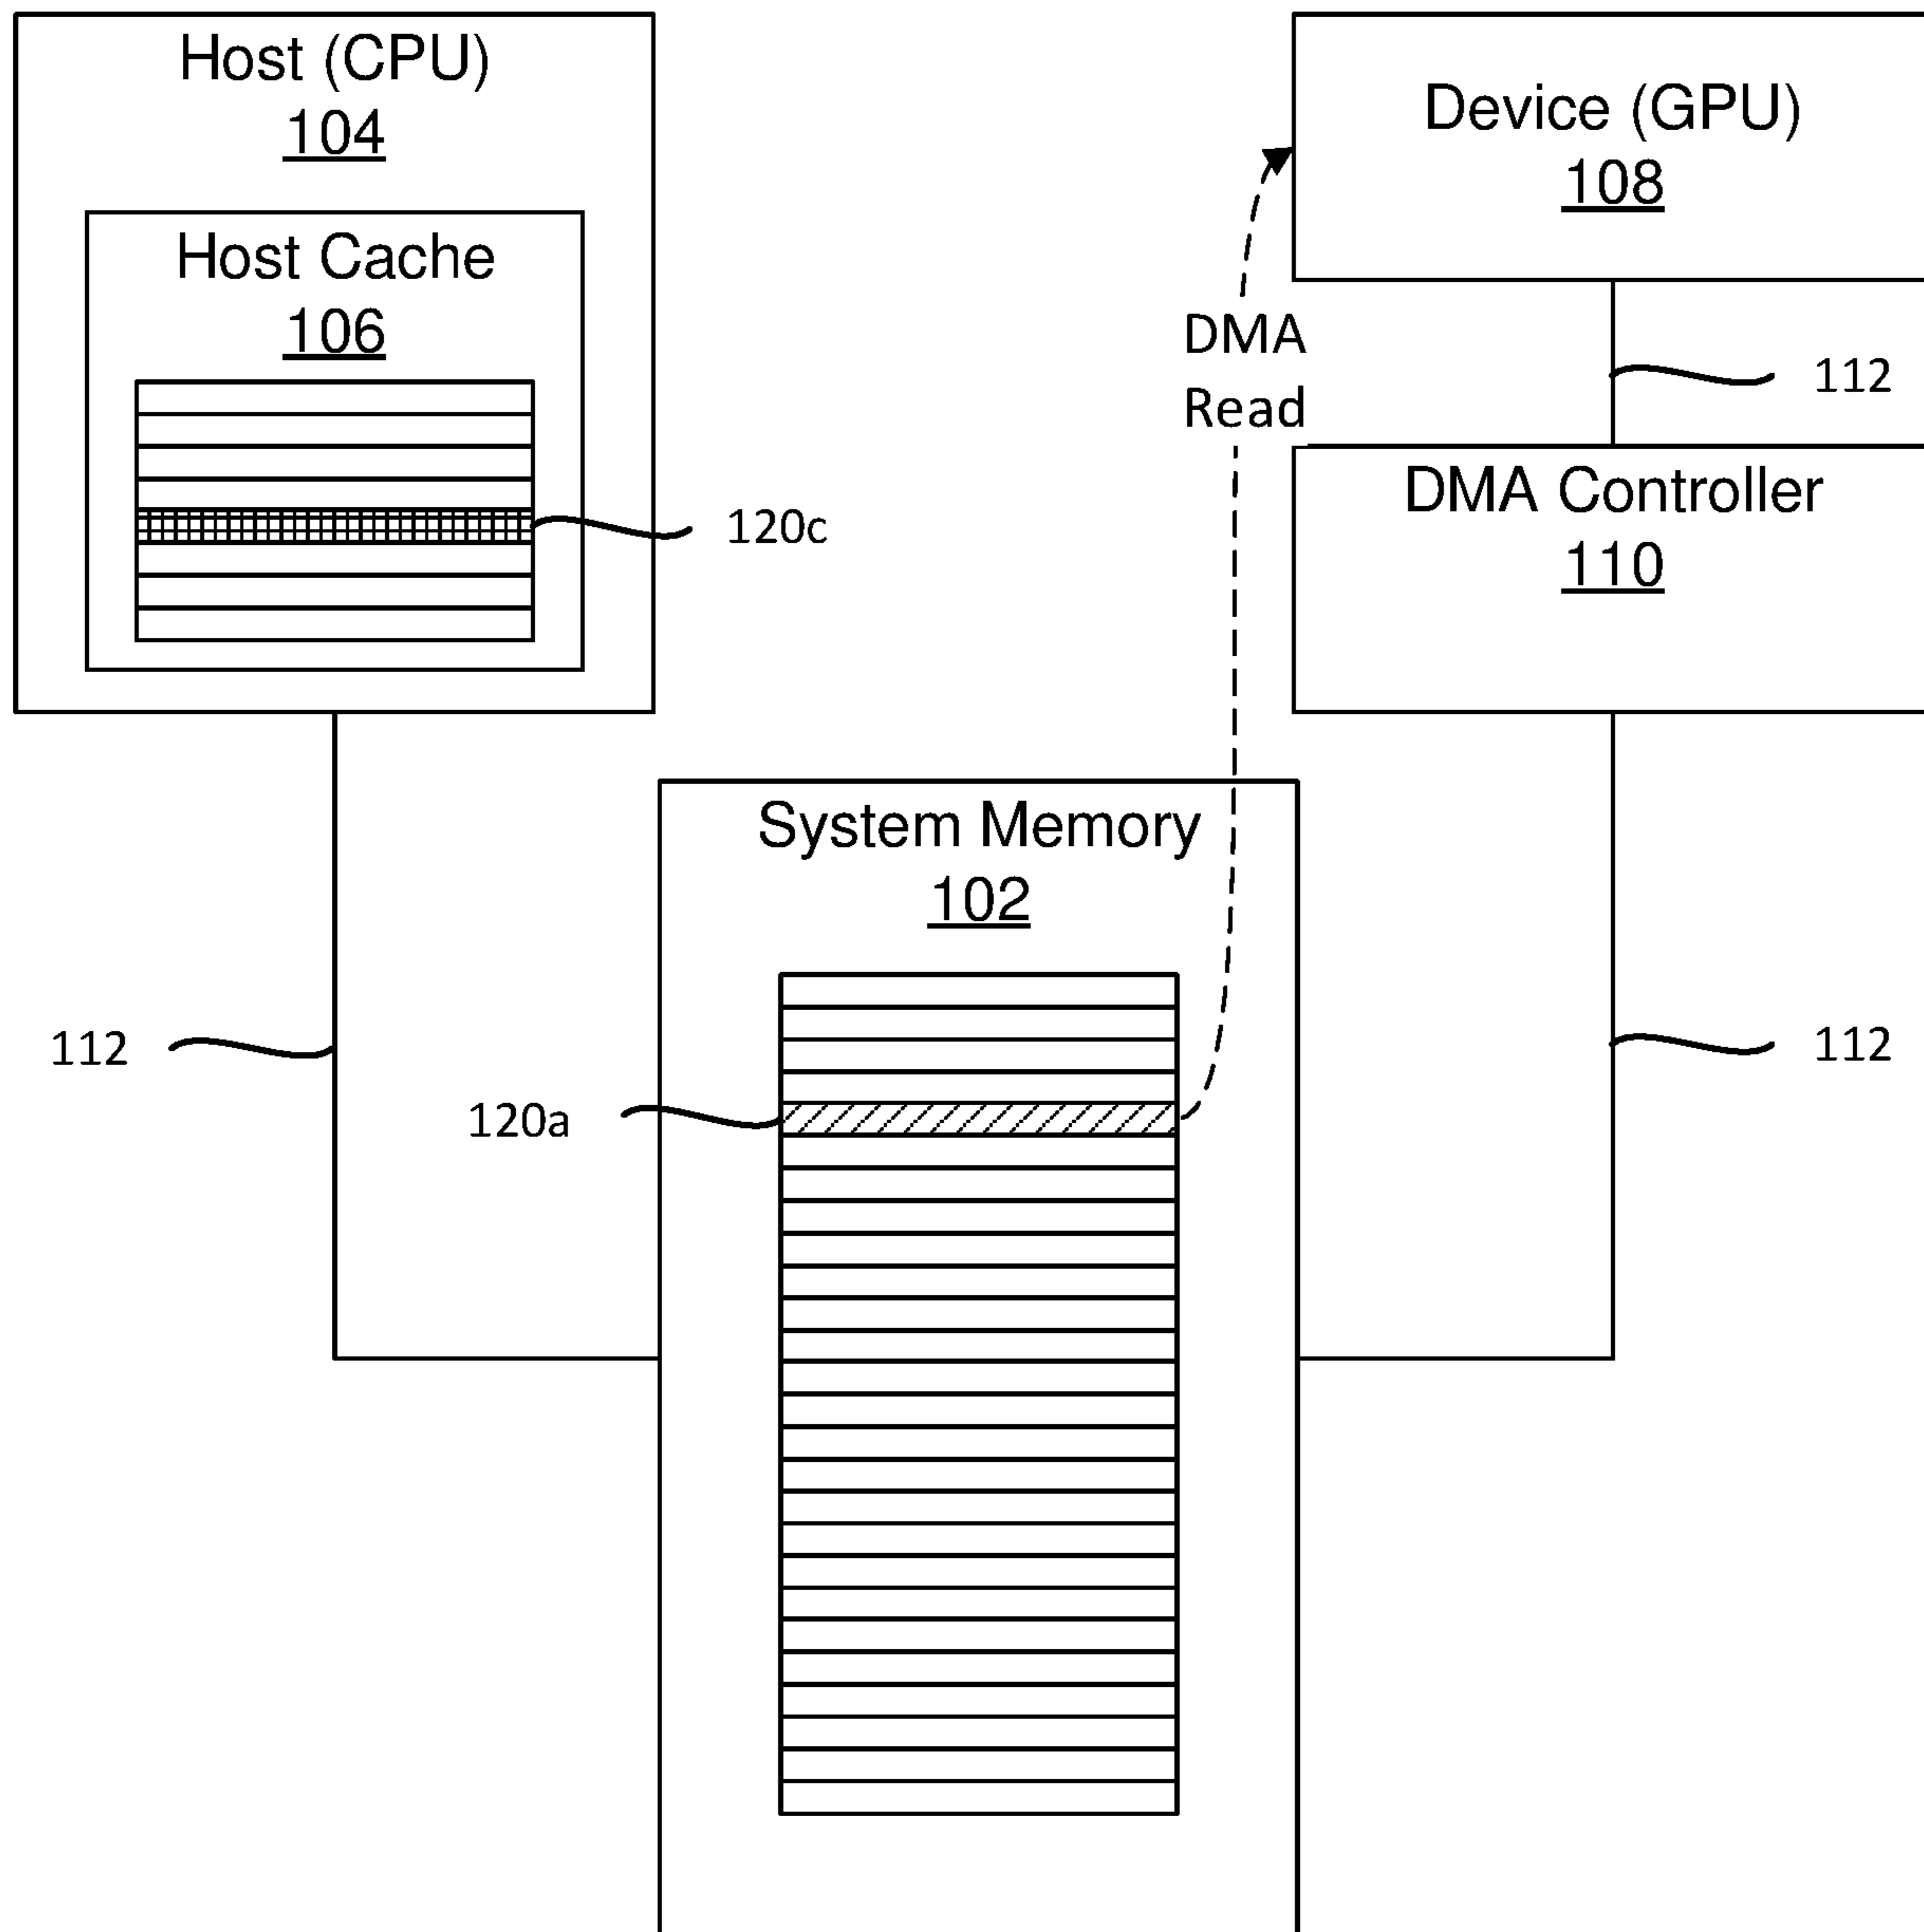 Host (CPU)
104
Host Cache
106
120c
Device (GPU)
108
DMA
Read
112
DMA Controller
110
System Memory
102
112
120a
112